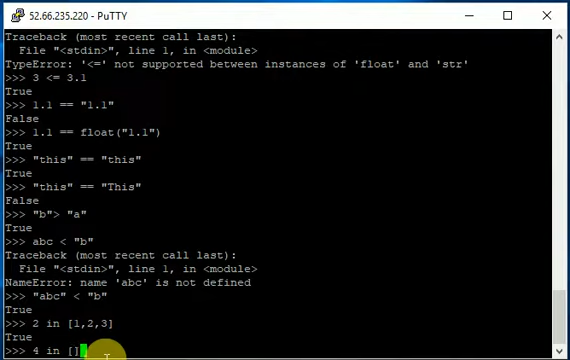 52.66.235.220 - PuTTY
Traceback (most recent call last):
  File "<stdin>", line 1, in <module>
TypeError: '<=' not supported between instances of 'float' and 'str'
>>> 3 <= 3.1
True
>>> 1.1 == "1.1"
False
>>> 1.1 == float("1.1")
True
>>> "this" == "this"
True
>>> "this" == "This"
False
>>> "b"> "a"
True
>>> abc < "b"
Traceback (most recent call last):
  File "<stdin>", line 1, in <module>
NameError: name 'abc' is not defined
>>> "abc" < "b"
True
>>> 2 in [1,2,3]
True
>>> 4 in []